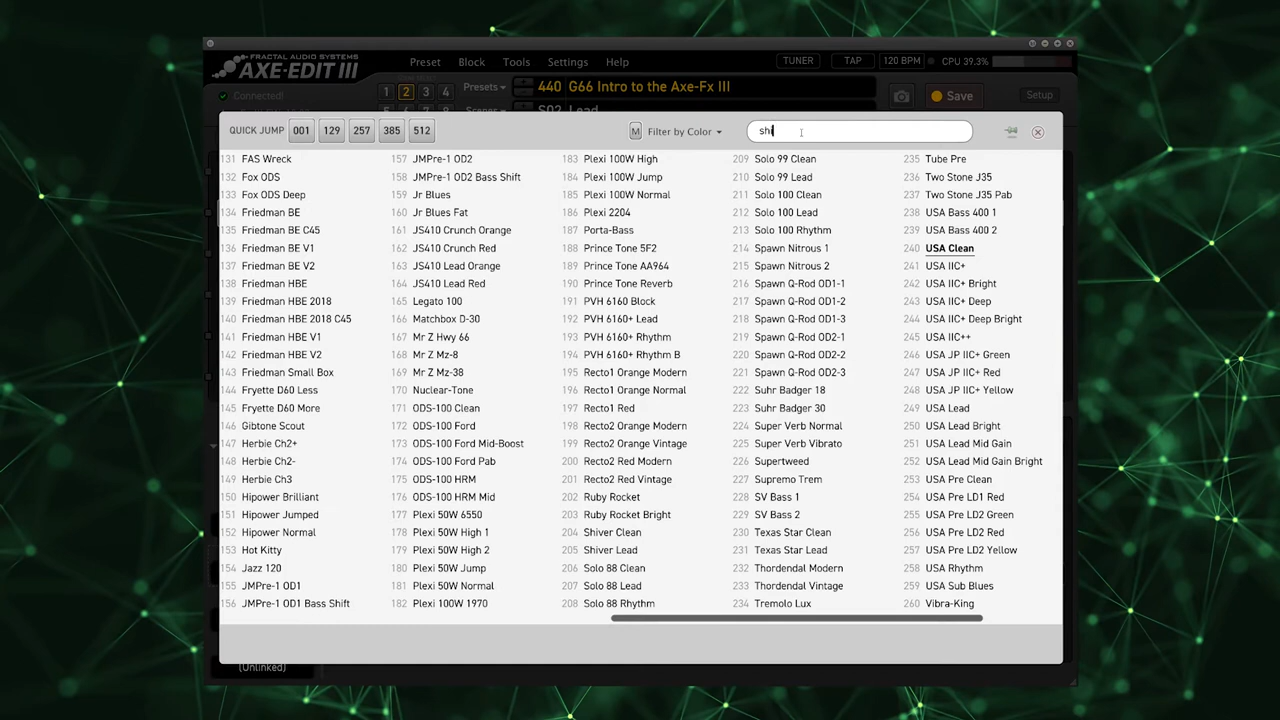 FRACTAL AUDIO SYSTEMS
AXE-EDIT III
Preset Block Tools Settings Help
TUNER TAP 120 BPM CPU 39.3%
Connected!
1 2 3 4
Presets
440 G66 Intro to the Axe-Fx III
Save
Setup
S02 Lead
QUICK JUMP 001 129 257 385 512
M Filter by Color
shi
131 FAS Wreck
132 Fox ODS
133 Fox ODS Deep
134 Friedman BE
135 Friedman BE C45
136 Friedman BE V1
137 Friedman BE V2
138 Friedman HBE
139 Friedman HBE 2018
140 Friedman HBE 2018 C45
141 Friedman HBE V1
142 Friedman HBE V2
143 Friedman Small Box
144 Fryette D60 Less
145 Fryette D60 More
146 Gibtone Scout
147 Herbie Ch2+
148 Herbie Ch2-
149 Herbie Ch3
150 Hipower Brilliant
151 Hipower Jumped
152 Hipower Normal
153 Hot Kitty
154 Jazz 120
155 JMPre-1 OD1
156 JMPre-1 OD1 Bass Shift
157 JMPre-1 OD2
158 JMPre-1 OD2 Bass Shift
159 Jr Blues
160 Jr Blues Fat
161 JS410 Crunch Orange
162 JS410 Crunch Red
163 JS410 Lead Orange
164 JS410 Lead Red
165 Legato 100
166 Matchbox D-30
167 Mr Z Hwy 66
168 Mr Z Mz-8
169 Mr Z Mz-38
170 Nuclear-Tone
171 ODS-100 Clean
172 ODS-100 Ford
173 ODS-100 Ford Mid-Boost
174 ODS-100 Ford Pab
175 ODS-100 HRM
176 ODS-100 HRM Mid
177 Plexi 50W 6550
178 Plexi 50W High 1
179 Plexi 50W High 2
180 Plexi 50W Jump
181 Plexi 50W Normal
182 Plexi 100W 1970
183 Plexi 100W High
184 Plexi 100W Jump
185 Plexi 100W Normal
186 Plexi 2204
187 Porta-Bass
188 Prince Tone 5F2
189 Prince Tone AA964
190 Prince Tone Reverb
191 PVH 6160 Block
192 PVH 6160+ Lead
193 PVH 6160+ Rhythm
194 PVH 6160+ Rhythm B
195 Recto1 Orange Modern
196 Recto1 Orange Normal
197 Recto1 Red
198 Recto2 Orange Modern
199 Recto2 Orange Vintage
200 Recto2 Red Modern
201 Recto2 Red Vintage
202 Ruby Rocket
203 Ruby Rocket Bright
204 Shiver Clean
205 Shiver Lead
206 Solo 88 Clean
207 Solo 88 Lead
208 Solo 88 Rhythm
209 Solo 99 Clean
210 Solo 99 Lead
211 Solo 100 Clean
212 Solo 100 Lead
213 Solo 100 Rhythm
214 Spawn Nitrous 1
215 Spawn Nitrous 2
216 Spawn Q-Rod OD1-1
217 Spawn Q-Rod OD1-2
218 Spawn Q-Rod OD1-3
219 Spawn Q-Rod OD2-1
220 Spawn Q-Rod OD2-2
221 Spawn Q-Rod OD2-3
222 Suhr Badger 18
223 Suhr Badger 30
224 Super Verb Normal
225 Super Verb Vibrato
226 Supertweed
227 Supremo Trem
228 SV Bass 1
229 SV Bass 2
230 Texas Star Clean
231 Texas Star Lead
232 Thordendal Modern
233 Thordendal Vintage
234 Tremolo Lux
235 Tube Pre
236 Two Stone J35
237 Two Stone J35 Pab
238 USA Bass 400 1
239 USA Bass 400 2
240 USA Clean
241 USA IIC+
242 USA IIC+ Bright
243 USA IIC+ Deep
244 USA IIC+ Deep Bright
245 USA IIC++
246 USA JP IIC+ Green
247 USA JP IIC+ Red
248 USA JP IIC+ Yellow
249 USA Lead
250 USA Lead Bright
251 USA Lead Mid Gain
252 USA Lead Mid Gain Bright
253 USA Pre Clean
254 USA Pre LD1 Red
255 USA Pre LD2 Green
256 USA Pre LD2 Red
257 USA Pre LD2 Yellow
258 USA Rhythm
259 USA Sub Blues
260 Vibra-King
(Unlinked)